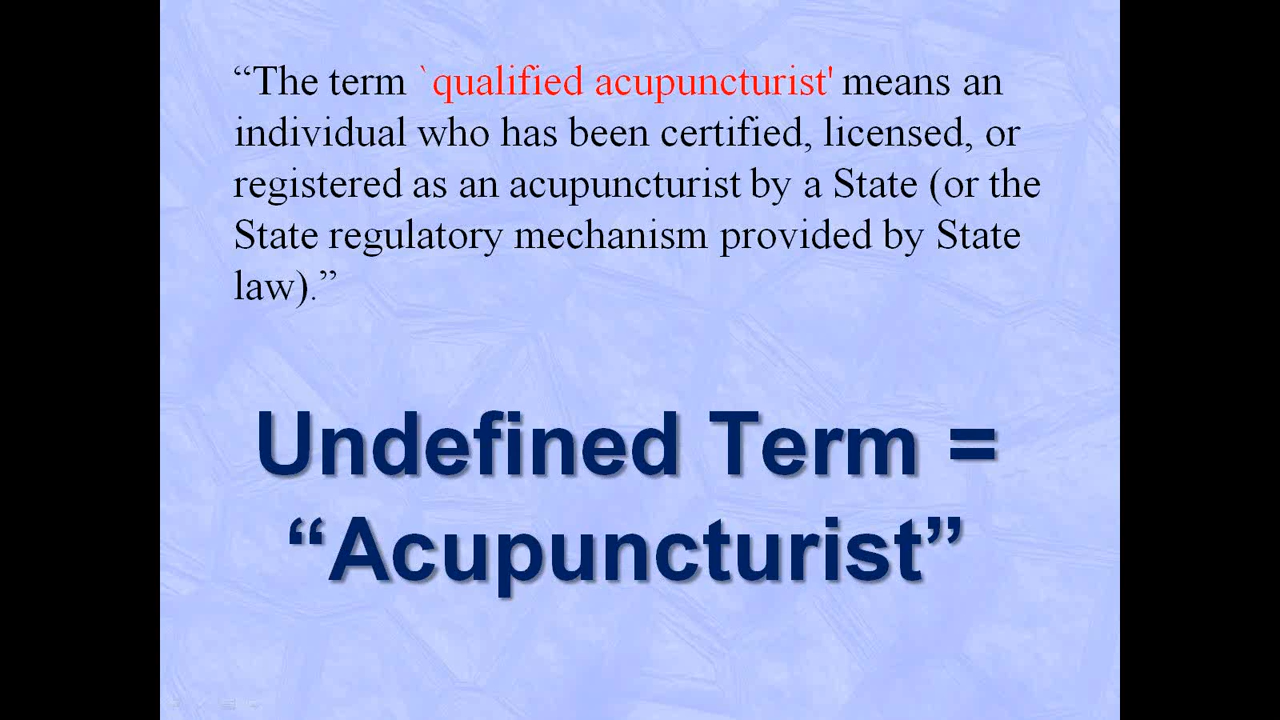 “The term `qualified acupuncturist' means an
individual who has been certified, licensed, or
registered as an acupuncturist by a State (or the
State regulatory mechanism provided by State
law).”
Undefined Term =
“Acupuncturist”